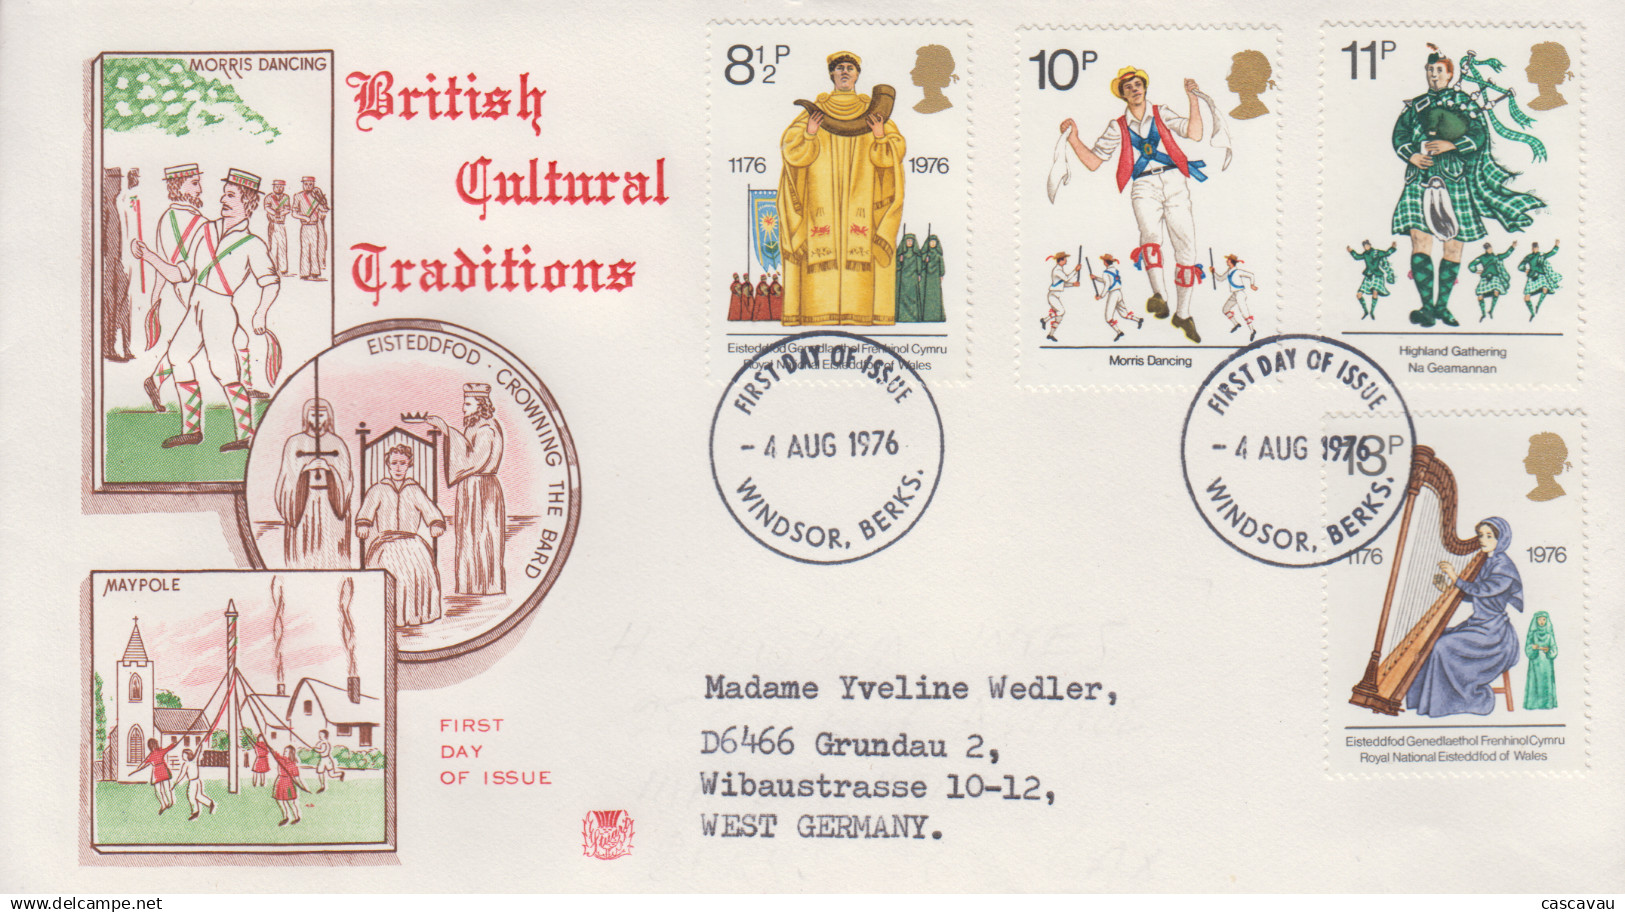 MORRIS DANCING
British
Cultural
Traditions
EISTEDDFOD · CROWNING THE BARD
MAYPOLE
FIRST
DAY
OF ISSUE
8½P
1176 1976
Eisteddfod Genedlaethol Frenhinol Cymru
Royal National Eisteddfod of Wales
10P
Morris Dancing
11P
Highland Gathering
Na Geamannan
13P
1176 1976
Eisteddfod Genedlaethol Frenhinol Cymru
Royal National Eisteddfod of Wales
FIRST DAY OF ISSUE
- 4 AUG 1976
WINDSOR, BERKS.
FIRST DAY OF ISSUE
- 4 AUG 1976
WINDSOR, BERKS.
Madame Yveline Wedler,
D6466 Grundau 2,
Wibaustrasse 10-12,
WEST GERMANY.
cascavau